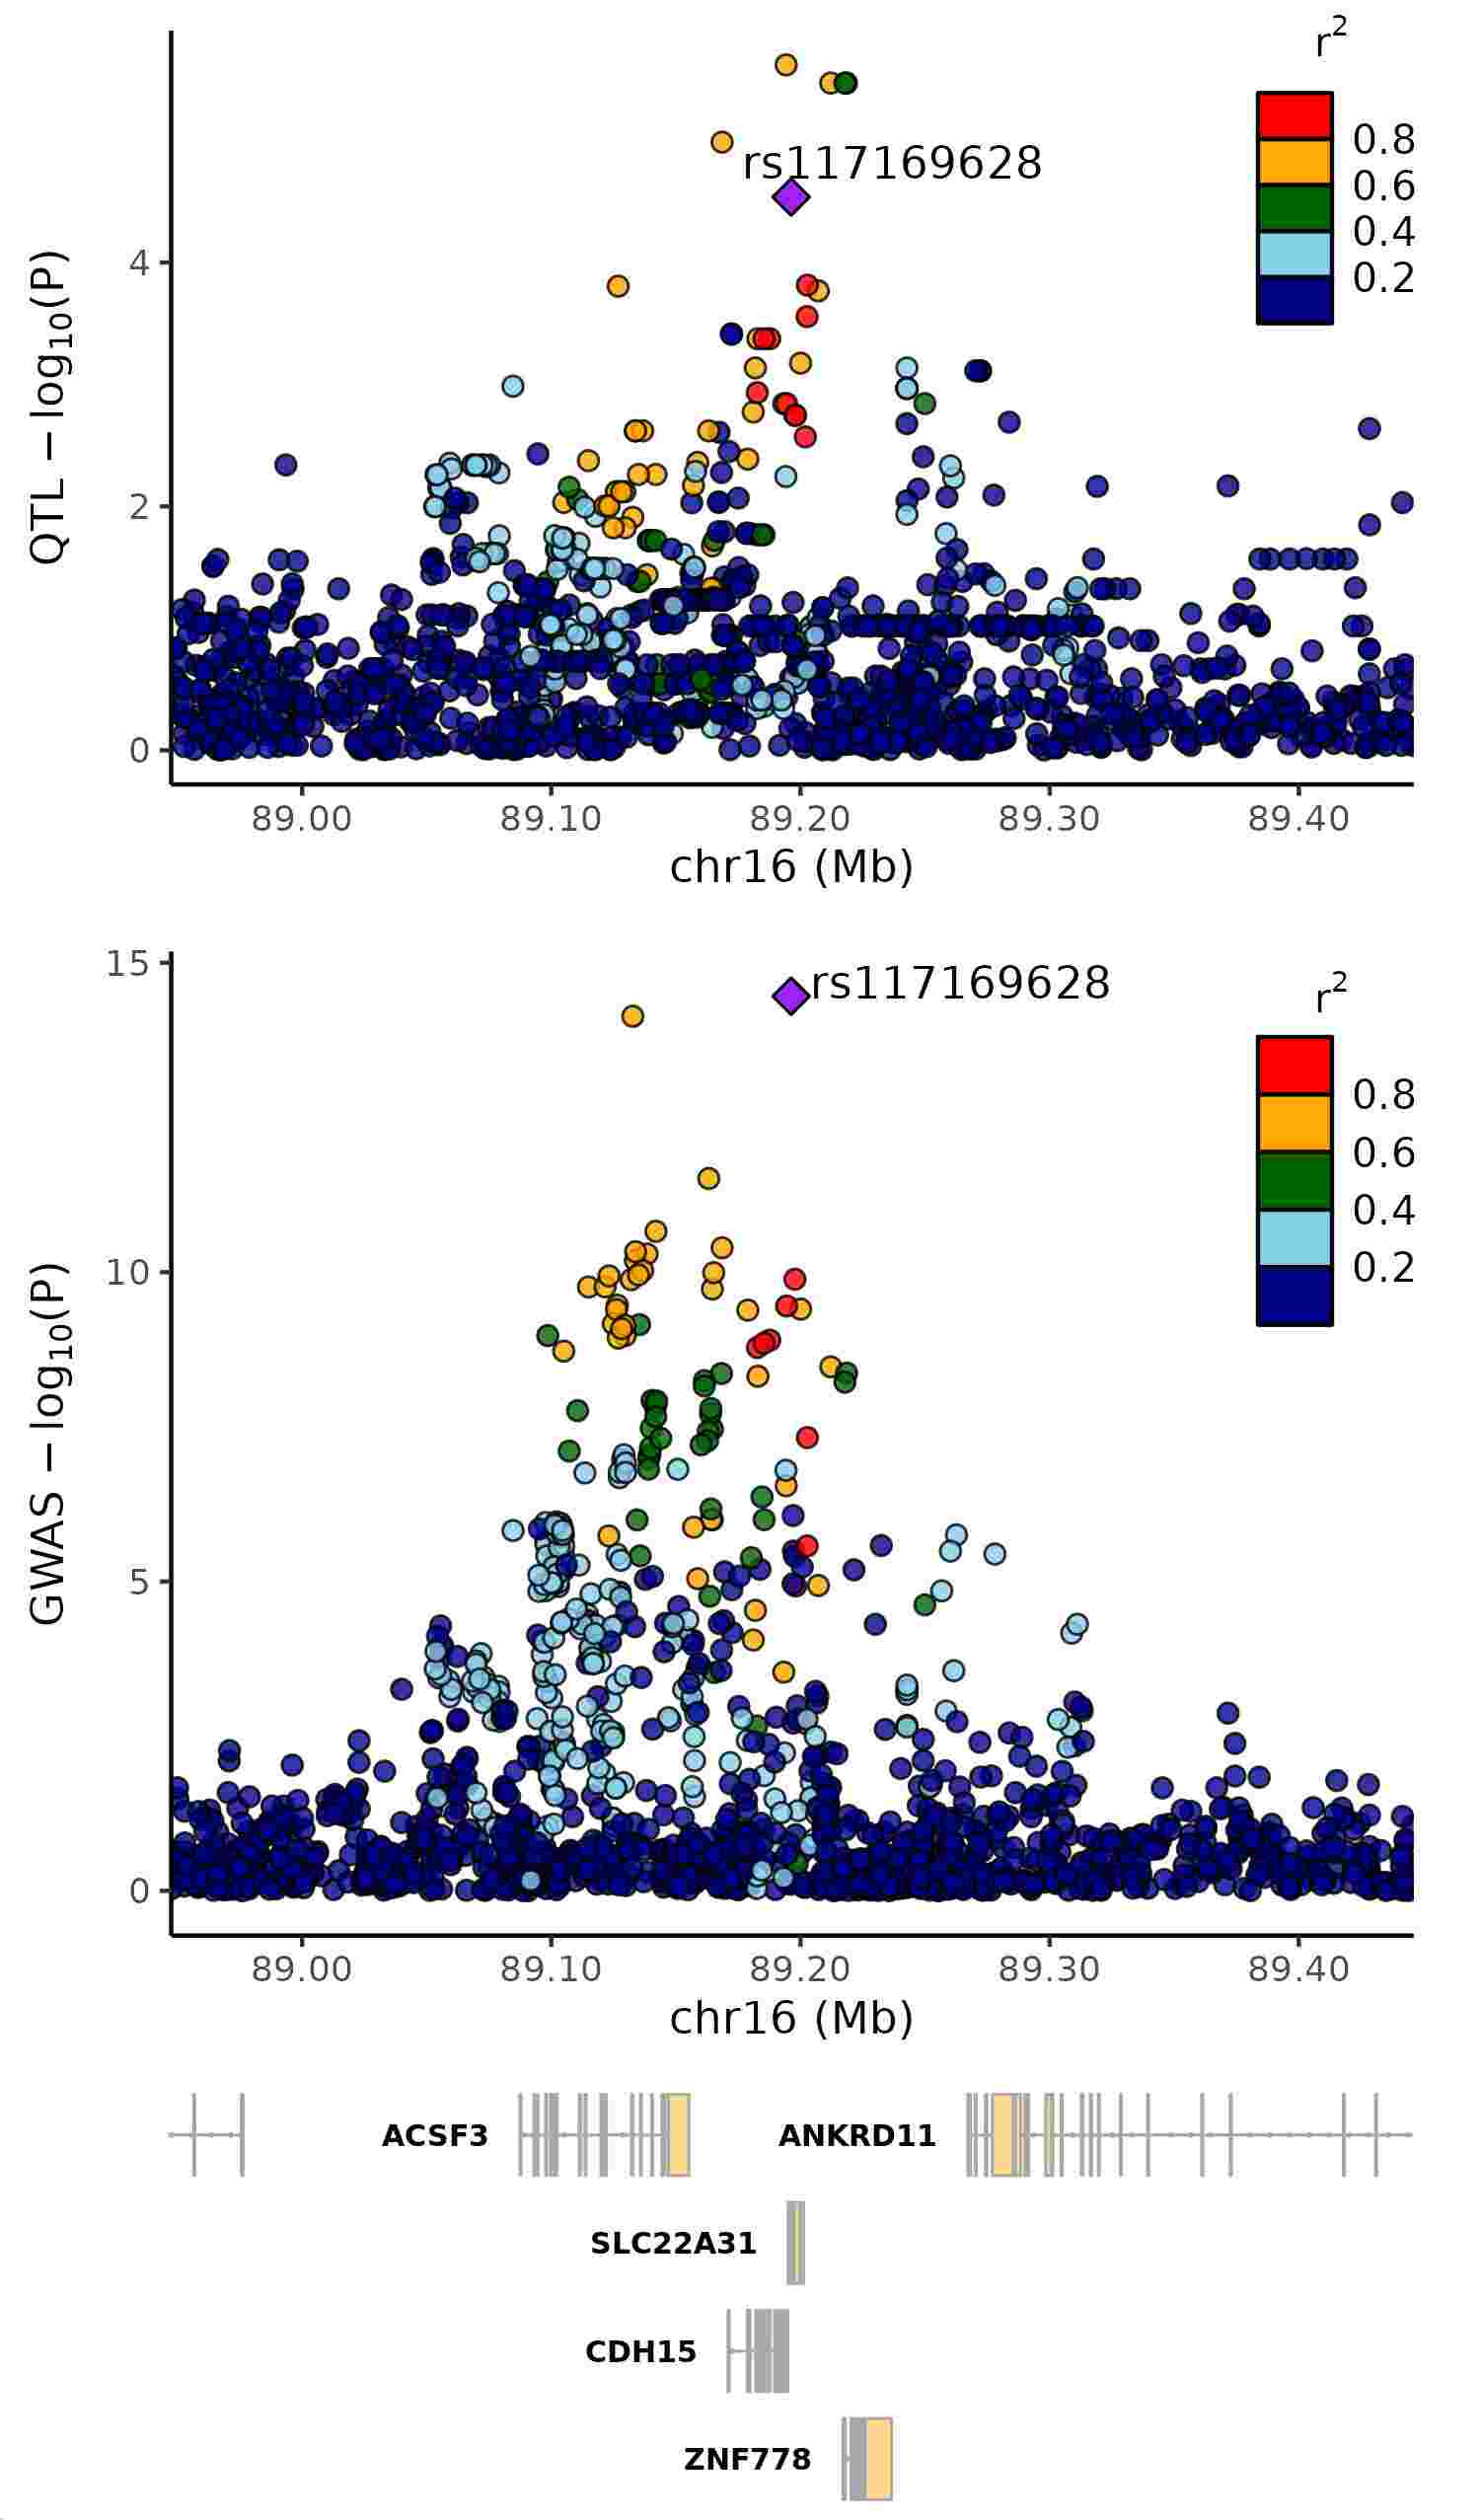 r2
0.8
0.6
0.4
0.2
rs117169628
4
2
0
QTL −log10(P)
89.00 89.10 89.20 89.30 89.40
chr16 (Mb)
15
rs117169628
r2
0.8
0.6
0.4
0.2
10
5
0
GWAS −log10(P)
89.00 89.10 89.20 89.30 89.40
chr16 (Mb)
ACSF3 ANKRD11
SLC22A31
CDH15
ZNF778